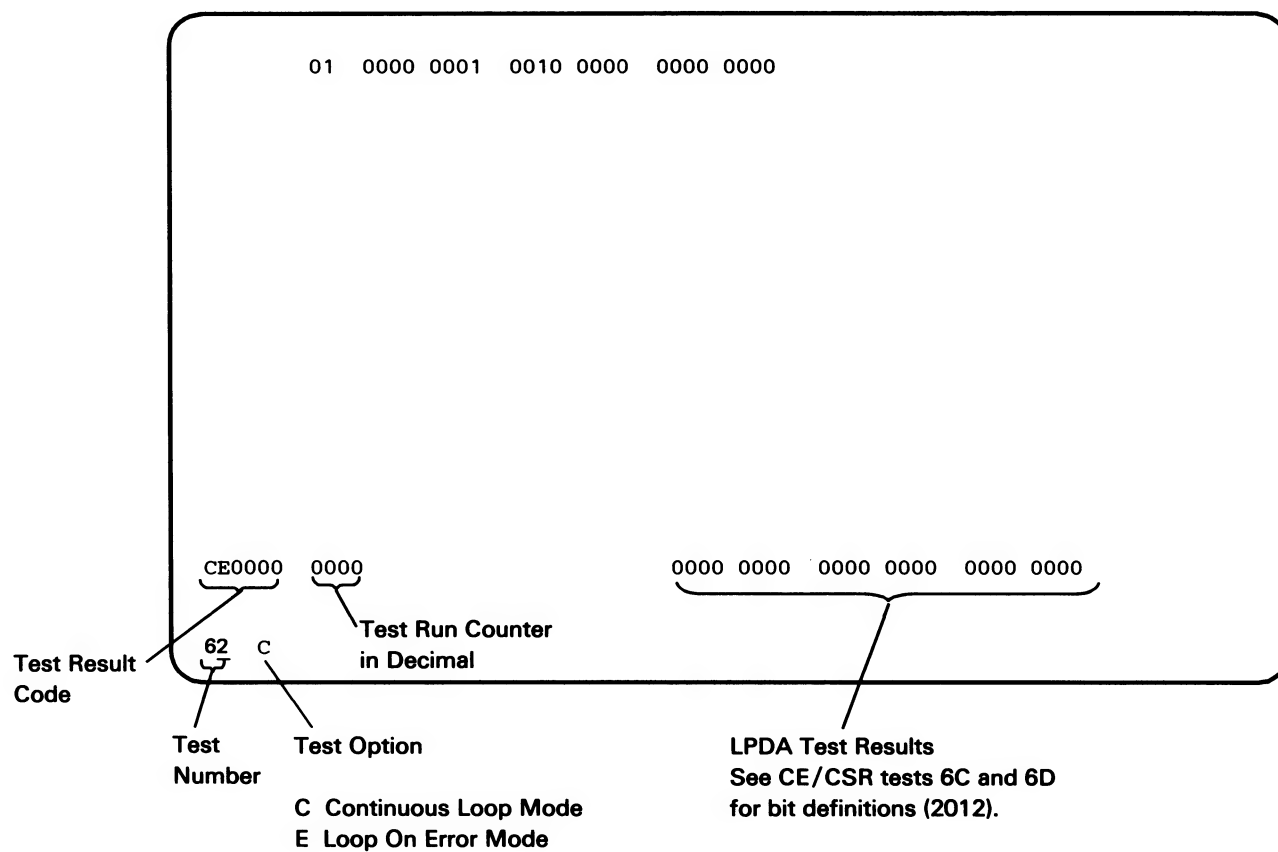 01 0000 0001 0010 0000 0000 0000
CE0000 0000 0000 0000 0000 0000 0000 0000
62 C
Test Result
Code
Test Run Counter
in Decimal
Test
Number
Test Option
C Continuous Loop Mode
E Loop On Error Mode
LPDA Test Results
See CE/CSR tests 6C and 6D
for bit definitions (2012).